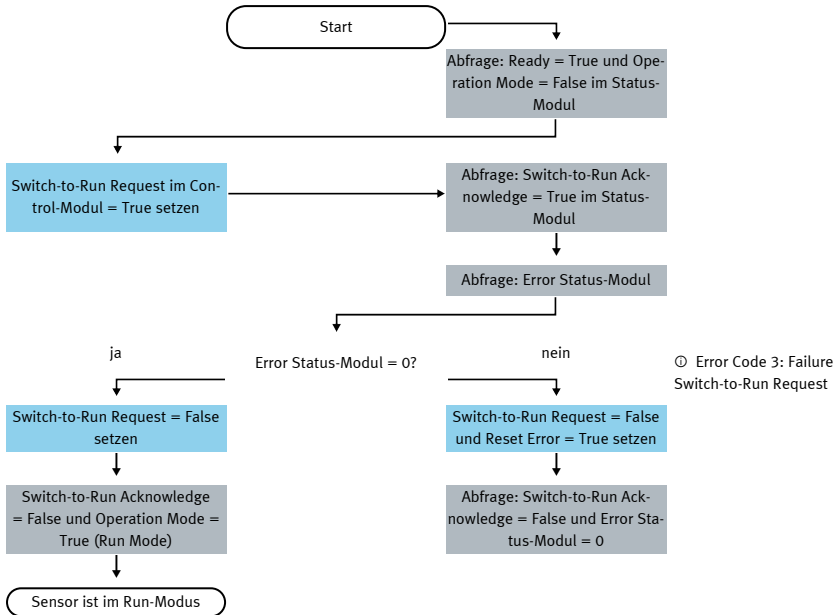 Start
Abfrage: Ready = True und Ope-
ration Mode = False im Status-
Modul
Switch-to-Run Request im Con-
trol-Modul = True setzen
Abfrage: Switch-to-Run Ack-
nowledge = True im Status-
Modul
Abfrage: Error Status-Modul
ja
Error Status-Modul = 0?
nein
ⓘ Error Code 3: Failure
Switch-to-Run Request
Switch-to-Run Request = False
setzen
Switch-to-Run Request = False
und Reset Error = True setzen
Switch-to-Run Acknowledge
= False und Operation Mode =
True (Run Mode)
Abfrage: Switch-to-Run Ack-
nowledge = False und Error Sta-
tus-Modul = 0
Sensor ist im Run-Modus